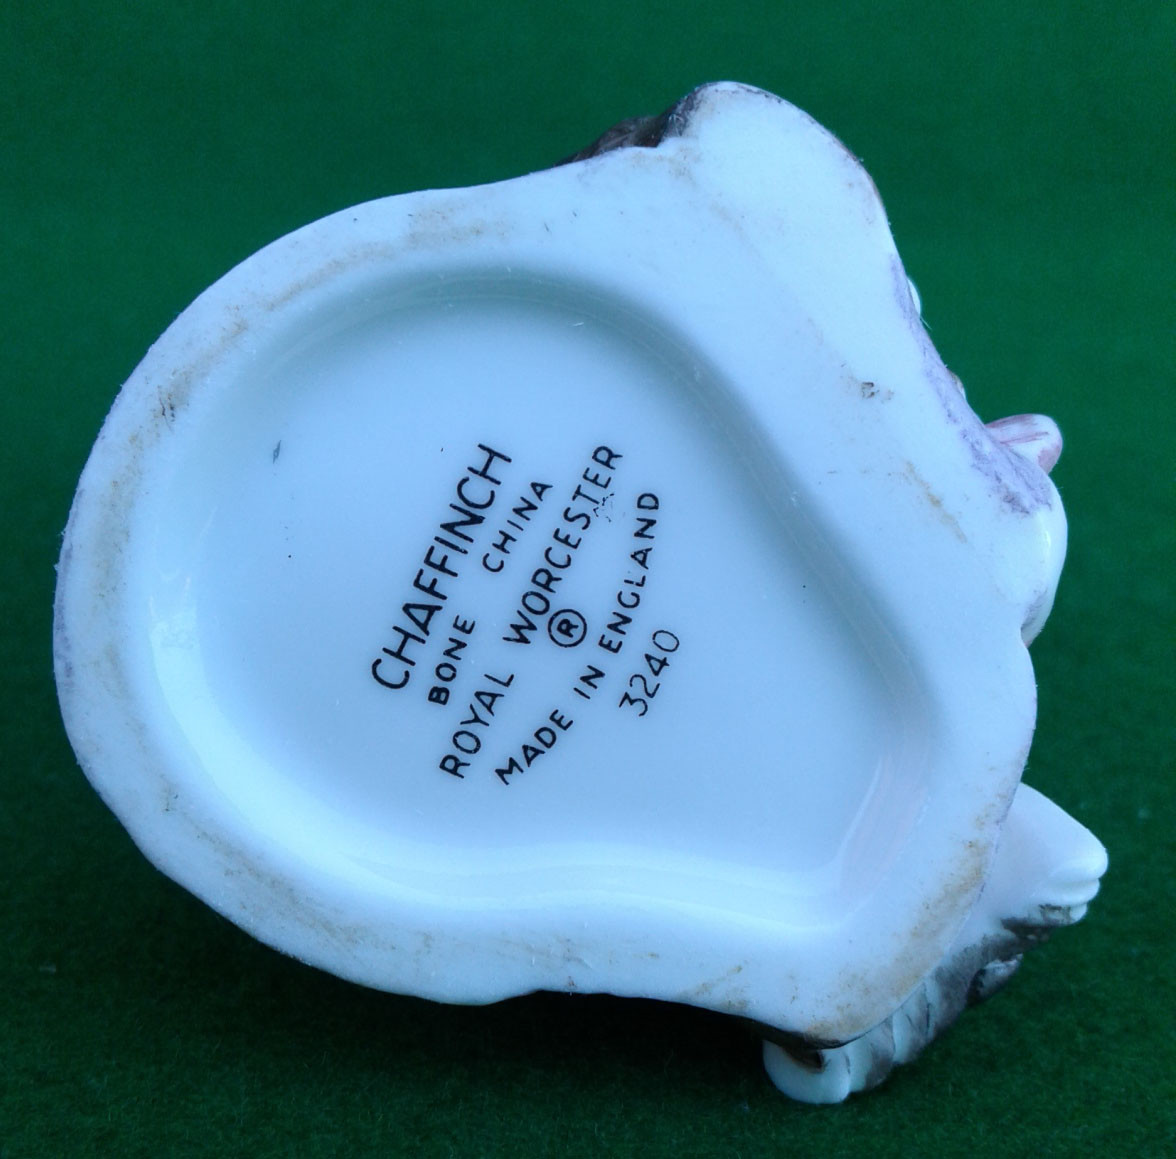 CHAFFINCH
BONE CHINA
ROYAL WORCESTER
®
MADE IN ENGLAND
3240